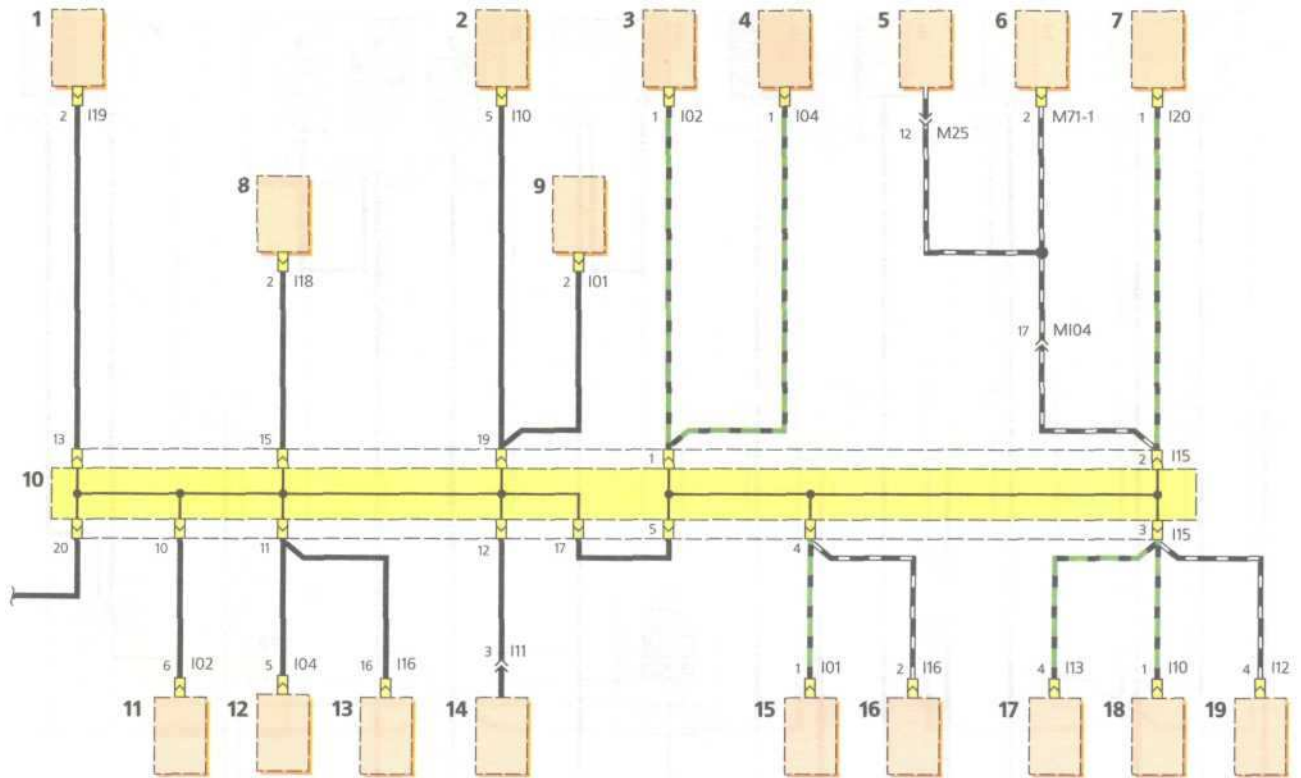 1 2 3 4 5 6 7
2 I19 5 I10 1 I02 1 I04 12 M25 2 M71-1 1 I20
8 9
2 I18 2 I01
17 MI04
13 15 19 1 2 I15
10
20 10 11 12 17 5 4 3 I15
6 I02 5 I04 16 I16 3 I11 1 I01 2 I16 4 I13 1 I10 4 I12
11 12 13 14 15 16 17 18 19